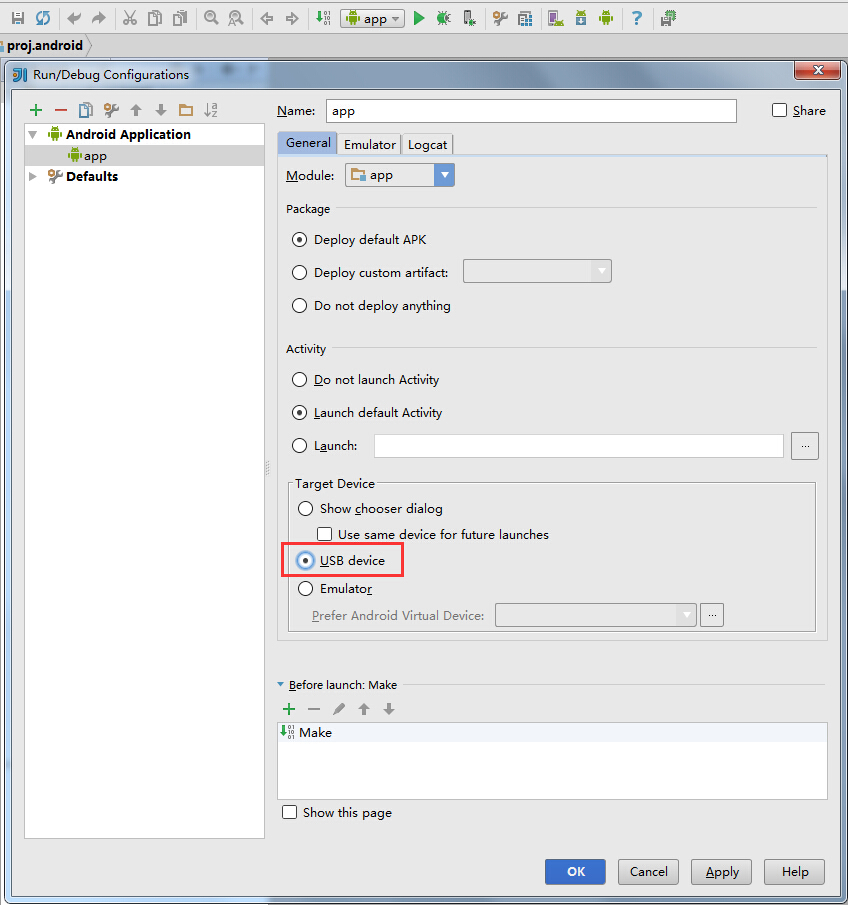 app
proj.android
Run/Debug Configurations
Name: app
Share
Android Application
app
Defaults
General Emulator Logcat
Module: app
Package
Deploy default APK
Deploy custom artifact:
Do not deploy anything
Activity
Do not launch Activity
Launch default Activity
Launch:
...
Target Device
Show chooser dialog
Use same device for future launches
USB device
Emulator
Prefer Android Virtual Device:
...
Before launch: Make
Make
Show this page
OK Cancel Apply Help